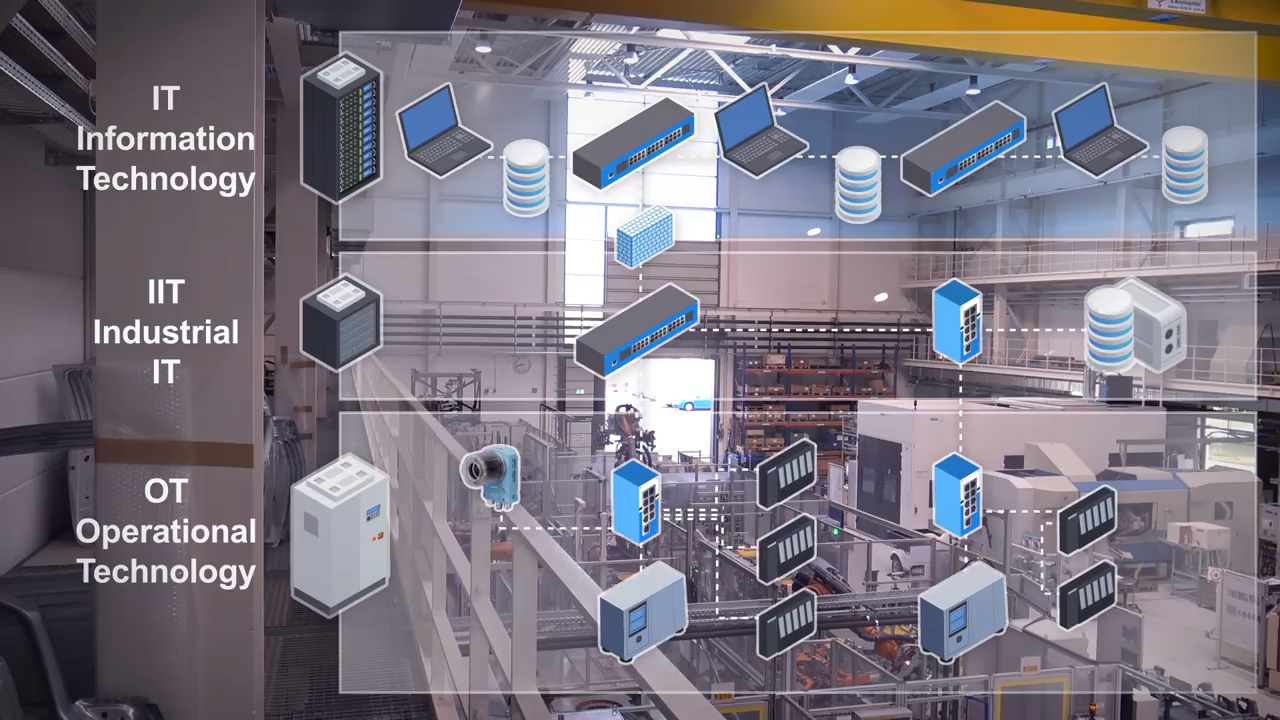 IT
Information
Technology
IIT
Industrial
IT
OT
Operational
Technology